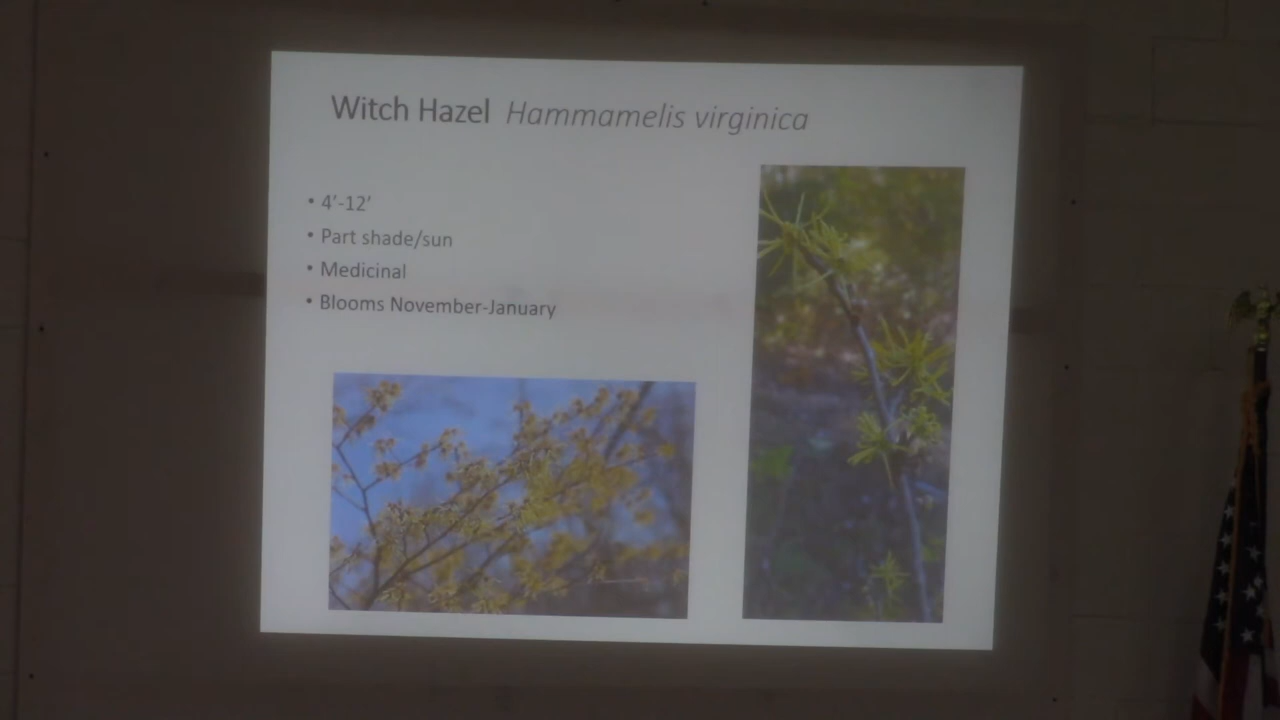 Witch Hazel Hammamelis virginica
• 4'-12'
• Part shade/sun
• Medicinal
• Blooms November-January